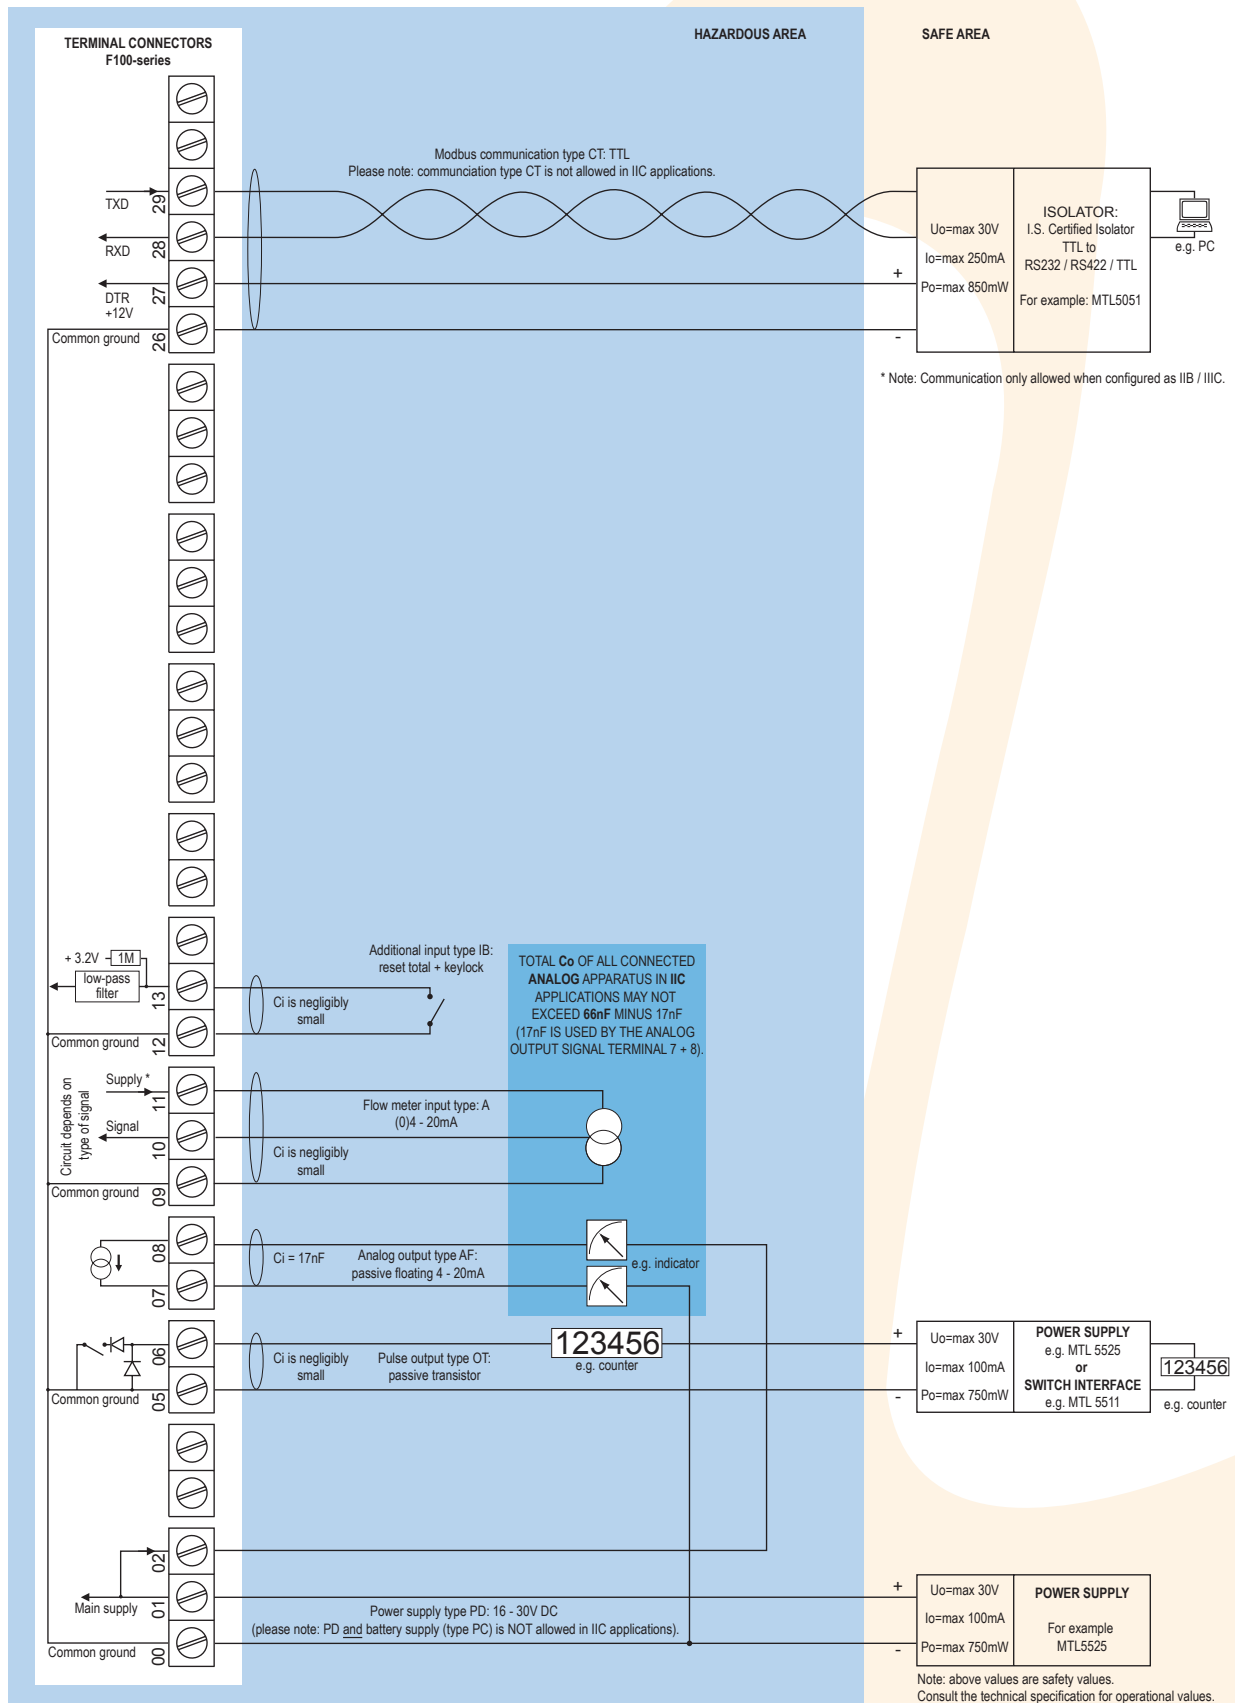 HAZARDOUS AREA
SAFE AREA
TERMINAL CONNECTORS
F100-series
Modbus communication type CT: TTL
Please note: communciation type CT is not allowed in IIC applications.
TXD
29
RXD
28
DTR
+12V
27
Common ground
26
+
-
Uo=max 30V
Io=max 250mA
Po=max 850mW
ISOLATOR:
I.S. Certified Isolator
TTL to
RS232 / RS422 / TTL
For example: MTL5051
e.g. PC
* Note: Communication only allowed when configured as IIB / IIIC.
+ 3.2V
1M
low-pass
filter
13
Common ground
12
Ci is negligibly
small
Additional input type IB:
reset total + keylock
TOTAL Co OF ALL CONNECTED
ANALOG APPARATUS IN IIC
APPLICATIONS MAY NOT
EXCEED 66nF MINUS 17nF
(17nF IS USED BY THE ANALOG
OUTPUT SIGNAL TERMINAL 7 + 8).
Circuit depends on
type of signal
Supply *
11
Signal
10
Common ground
09
Flow meter input type: A
(0)4 - 20mA
Ci is negligibly
small
08
07
Ci = 17nF
Analog output type AF:
passive floating 4 - 20mA
e.g. indicator
06
Common ground
05
Ci is negligibly
small
Pulse output type OT:
passive transistor
123456
e.g. counter
+
-
Uo=max 30V
Io=max 100mA
Po=max 750mW
POWER SUPPLY
e.g. MTL 5525
or
SWITCH INTERFACE
e.g. MTL 5511
123456
e.g. counter
02
Main supply
01
Common ground
00
Power supply type PD: 16 - 30V DC
(please note: PD and battery supply (type PC) is NOT allowed in IIC applications).
+
-
Uo=max 30V
Io=max 100mA
Po=max 750mW
POWER SUPPLY
For example
MTL5525
Note: above values are safety values.
Consult the technical specification for operational values.